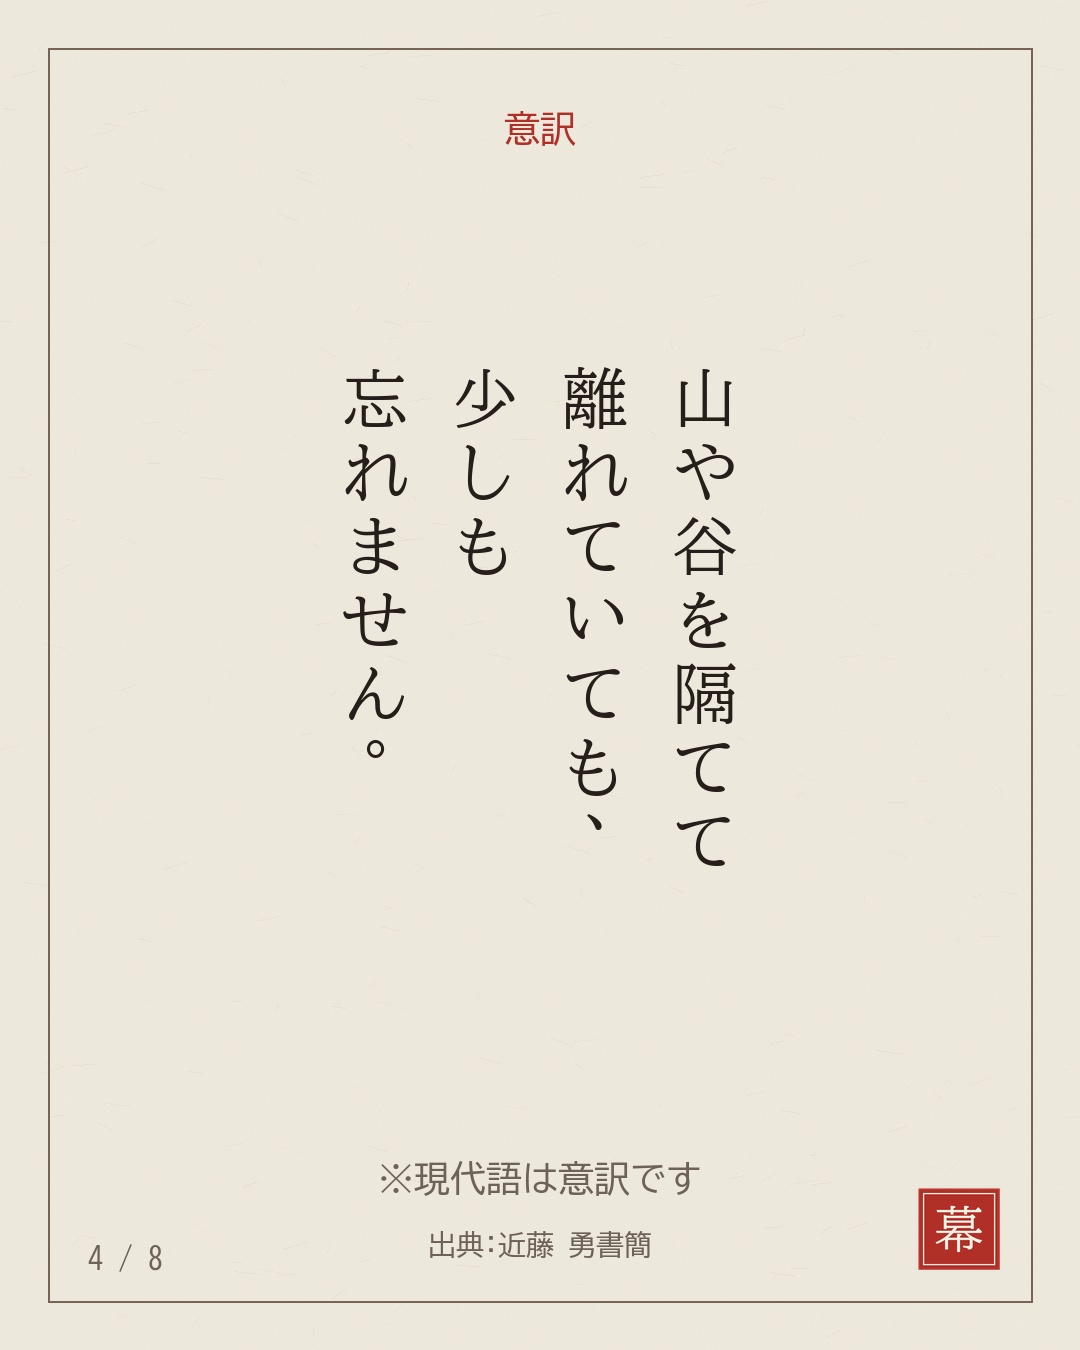 意訳
山や谷を隔てて
離れていても、
少しも
忘れません。
※現代語は意訳です
出典:近藤 勇書簡
4 / 8
幕